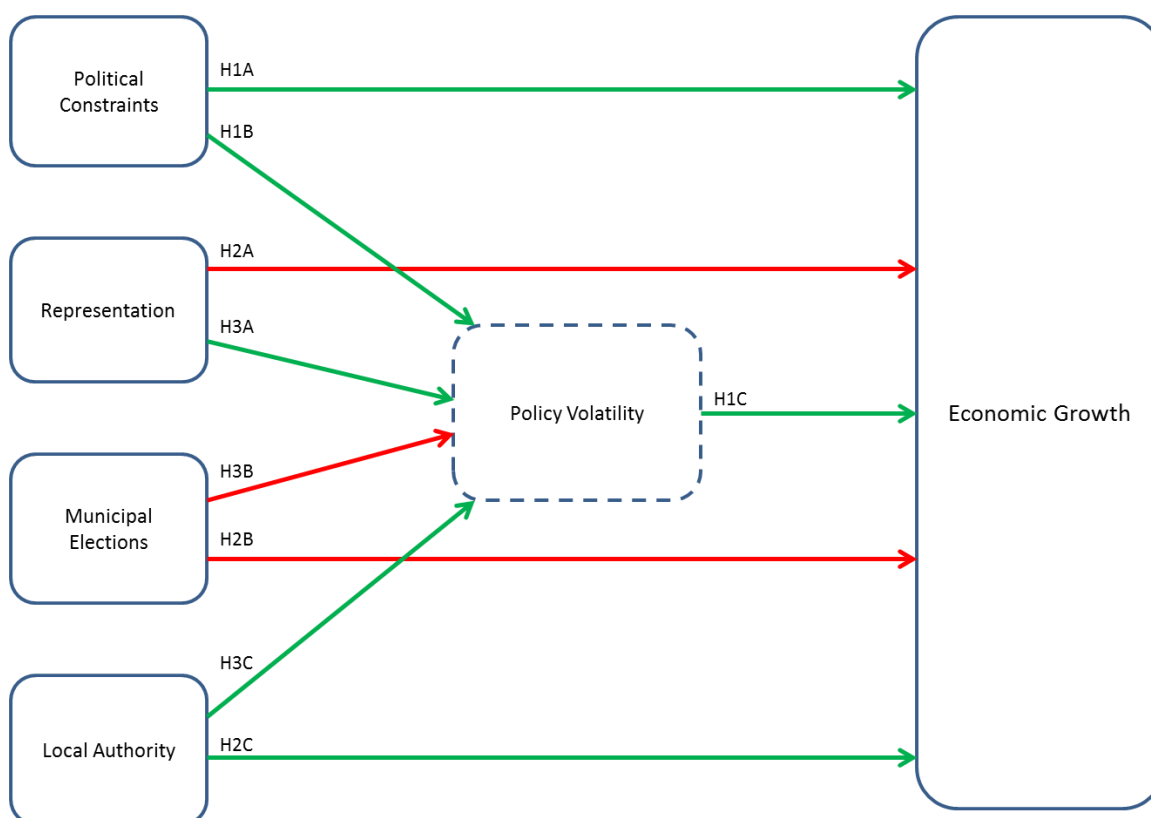 Political
Constraints
H1A
H1B
Representation
H2A
H3A
Policy Volatility
H1C
Economic Growth
Municipal
Elections
H3B
H2B
Local Authority
H3C
H2C